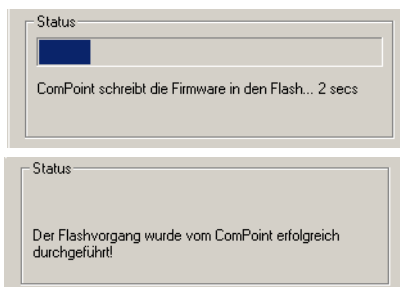 Status
ComPoint schreibt die Firmware in den Flash... 2 secs
Status
Der Flashvorgang wurde vom ComPoint erfolgreich
durchgeführt!